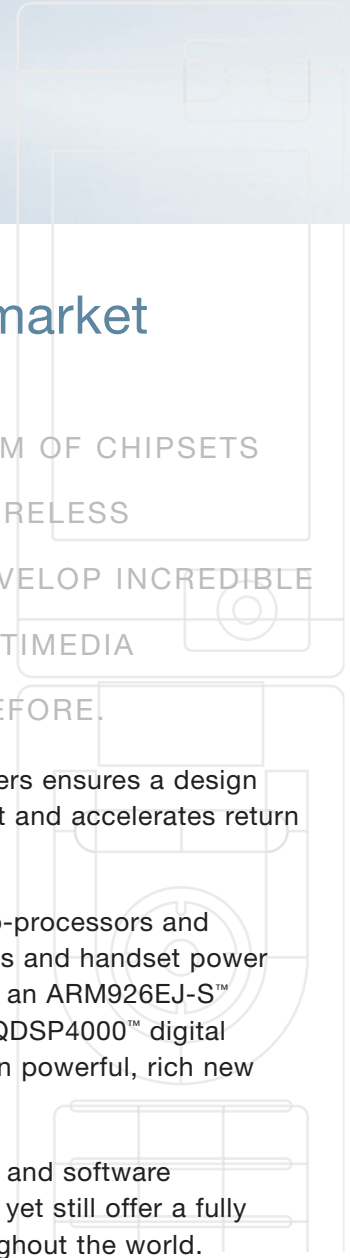 market
M OF CHIPSETS
RELESS
VELOP INCREDIBLE
TIMEDIA
EFORE.
ers ensures a design
t and accelerates return
o-processors and
s and handset power
an ARM926EJ-S™
QDSP4000™ digital
n powerful, rich new
and software
yet still offer a fully
ghout the world.